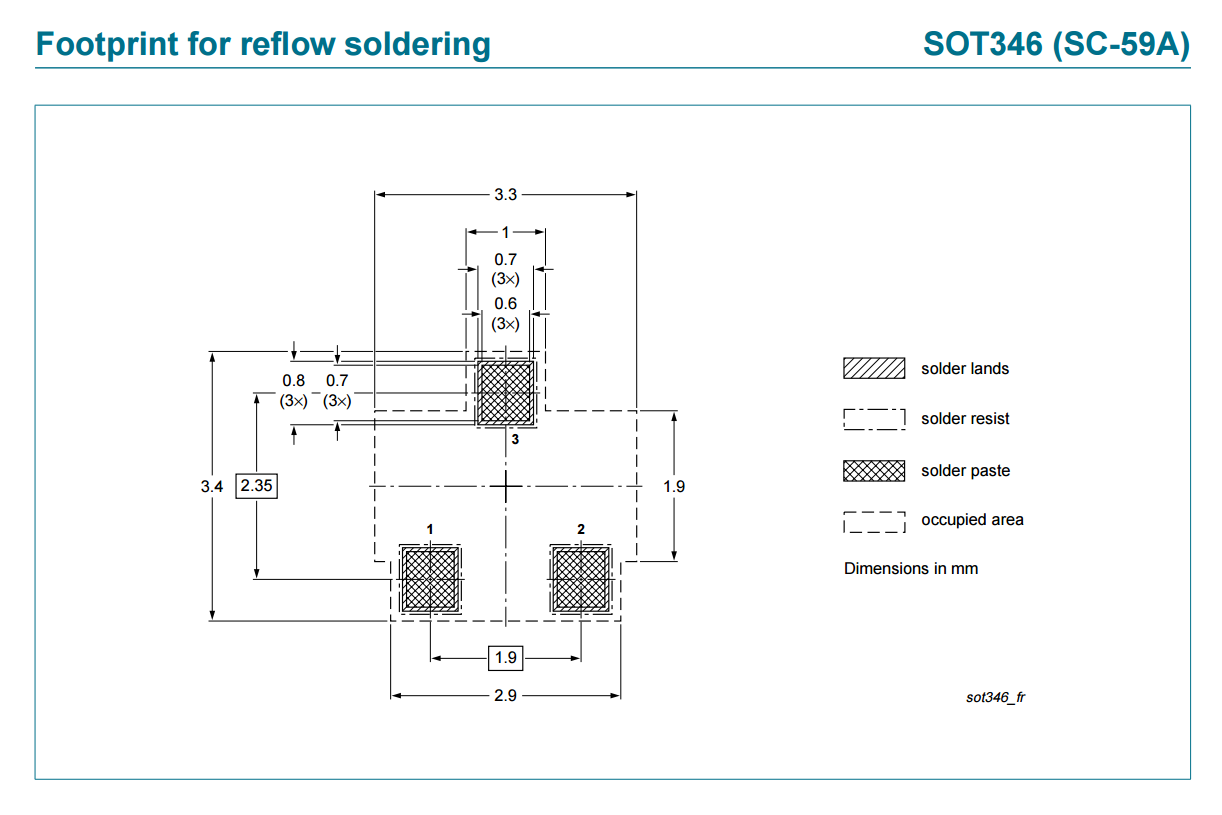 Footprint for reflow soldering
SOT346 (SC-59A)
3.3
1
0.7
(3×)
0.6
(3×)
0.8
(3×)
0.7
(3×)
3
3.4
2.35
1.9
1
2
1.9
2.9
solder lands
solder resist
solder paste
occupied area
Dimensions in mm
sot346_fr